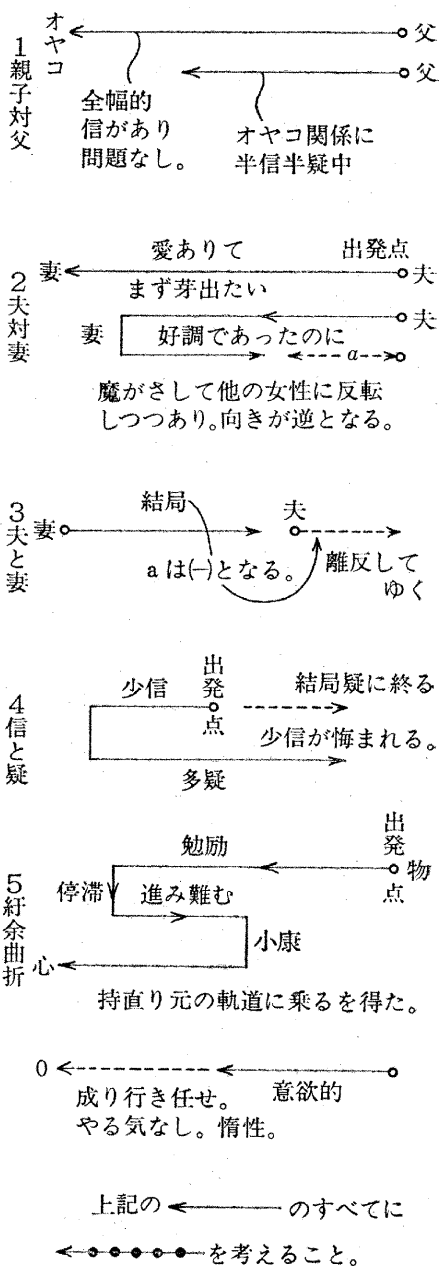 1親子対父
オヤコ
父
父
全幅的
信があり
問題なし。
オヤコ関係に
半信半疑中
2夫対妻
愛ありて
出発点
妻
夫
まず芽出たい
夫
妻
好調であったのに
a
魔がさして他の女性に反転
しつつあり。向きが逆となる。
3夫と妻
結局
妻
夫
aは(−)となる。
離反して
ゆく
4信と疑
少信
出発点
結局疑に終る
少信が悔まれる。
多疑
5紆余曲折
勉励
出発点
物
停滞
進み難む
小康
心
持直り元の軌道に乗るを得た。
0
意欲的
成り行き任せ。
やる気なし。惰性。
上記の のすべてに
を考えること。